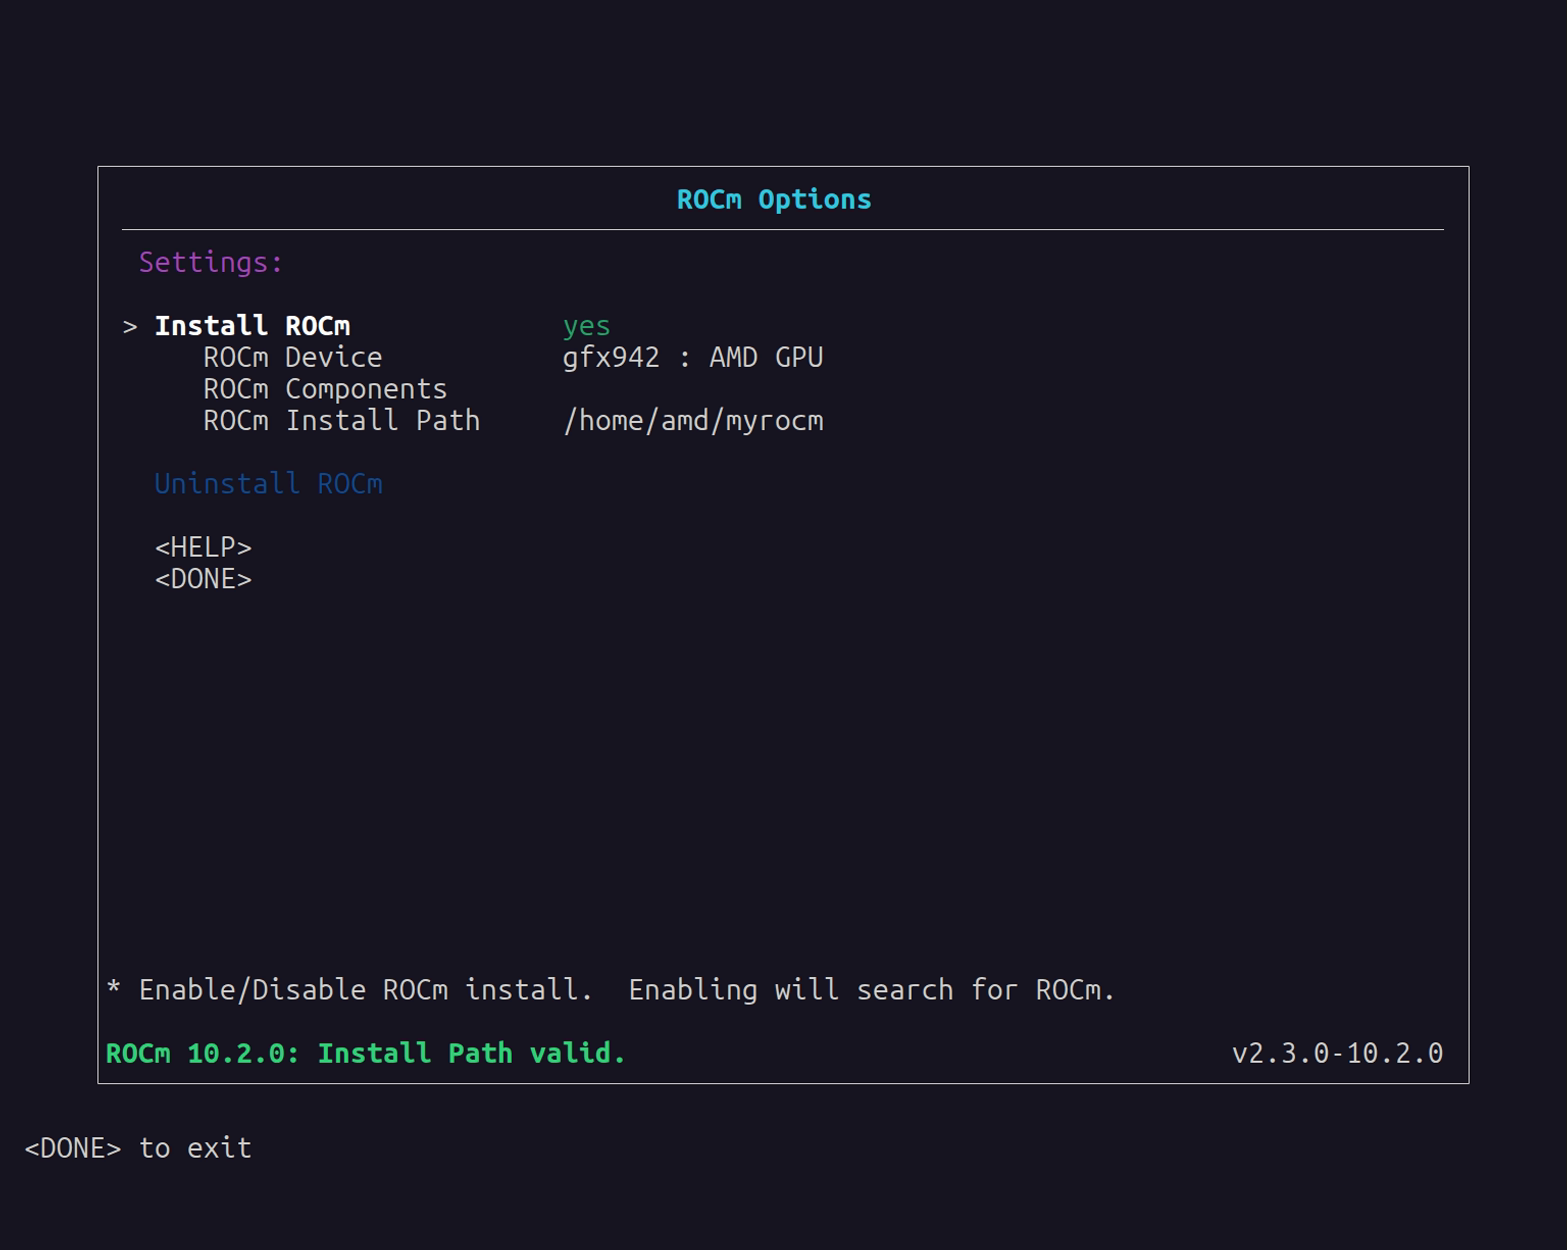 ROCm Options
Settings:
> Install ROCm yes
ROCm Device gfx942 : AMD GPU
ROCm Components
ROCm Install Path /home/amd/myrocm
Uninstall ROCm
<HELP>
<DONE>
* Enable/Disable ROCm install.  Enabling will search for ROCm.
ROCm 10.2.0: Install Path valid. v2.3.0-10.2.0
<DONE> to exit